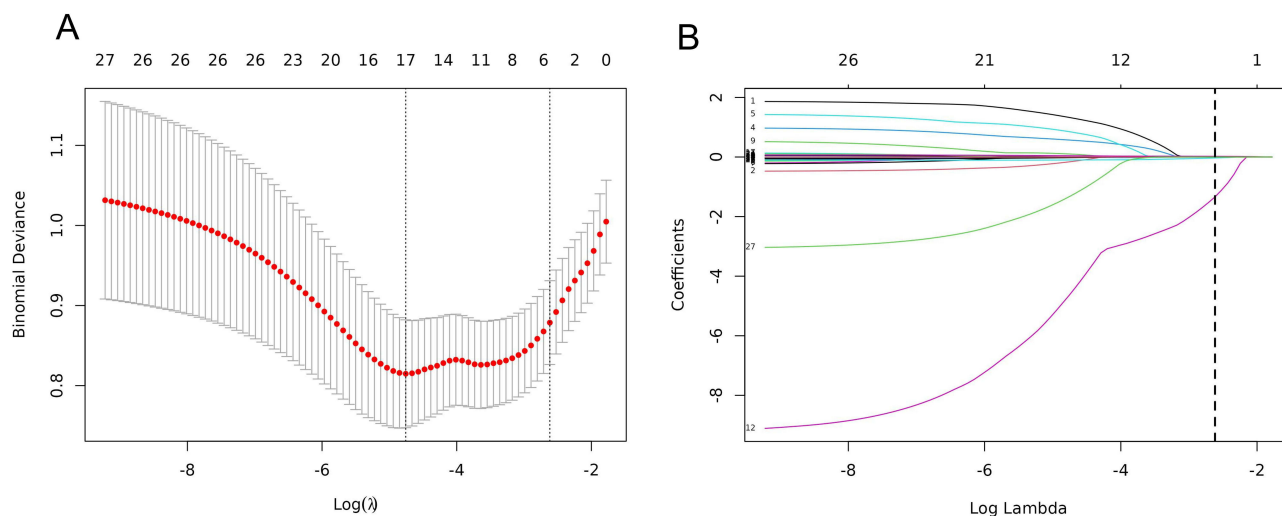 A
27 26 26 26 26 23 20 16 17 14 11 8 6 2 0
Binomial Deviance
1.1
1.0
0.9
0.8
-8 -6 -4 -2
Log(λ)
B
26 21 12 1
Coefficients
2
0
-2
-4
-6
-8
1
5
4
9
2
27
12
-8 -6 -4 -2
Log Lambda